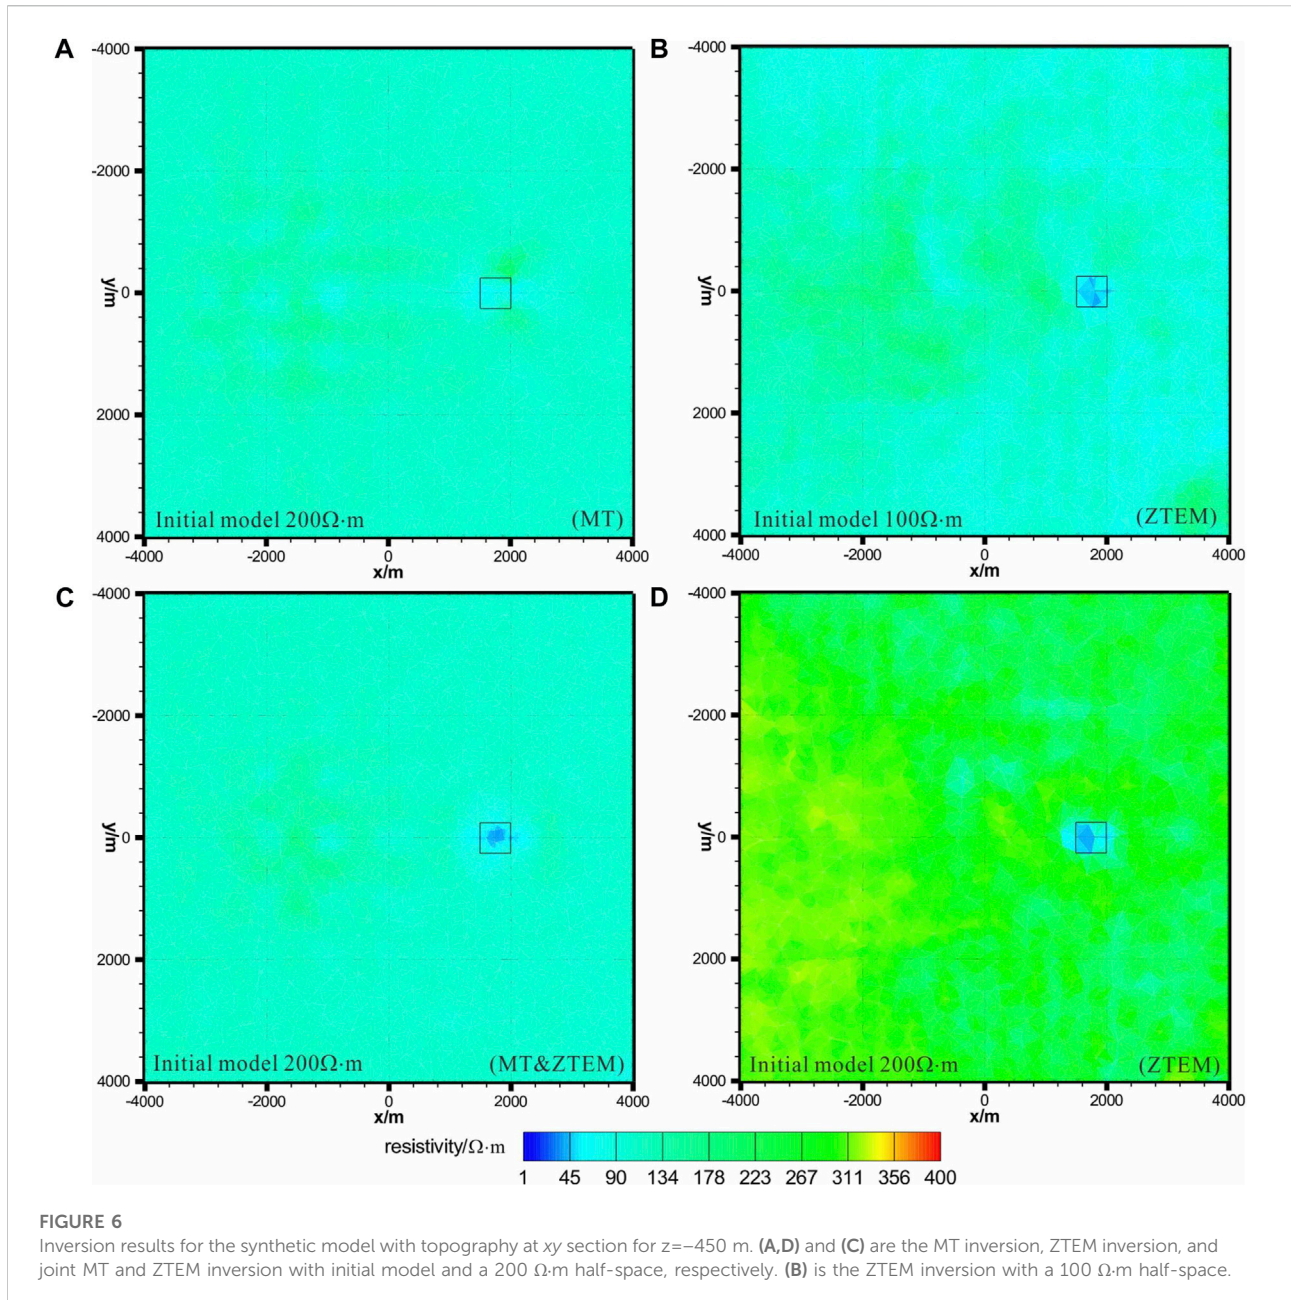 A
-4000
-2000
y/m
0
2000
4000
Initial model 200Ω·m
(MT)
-4000 -2000 0 2000 4000
x/m
B
-4000
-2000
y/m
0
2000
4000
Initial model 100Ω·m
(ZTEM)
-4000 -2000 0 2000 4000
x/m
C
-4000
-2000
y/m
0
2000
4000
Initial model 200Ω·m
(MT&ZTEM)
-4000 -2000 0 2000 4000
x/m
D
-4000
-2000
y/m
0
2000
4000
Initial model 200Ω·m
(ZTEM)
-4000 -2000 0 2000 4000
x/m
resistivity/Ω·m
1 45 90 134 178 223 267 311 356 400
FIGURE 6
Inversion results for the synthetic model with topography at xy section for z=−450 m. (A,D) and (C) are the MT inversion, ZTEM inversion, and
joint MT and ZTEM inversion with initial model and a 200 Ω·m half-space, respectively. (B) is the ZTEM inversion with a 100 Ω·m half-space.